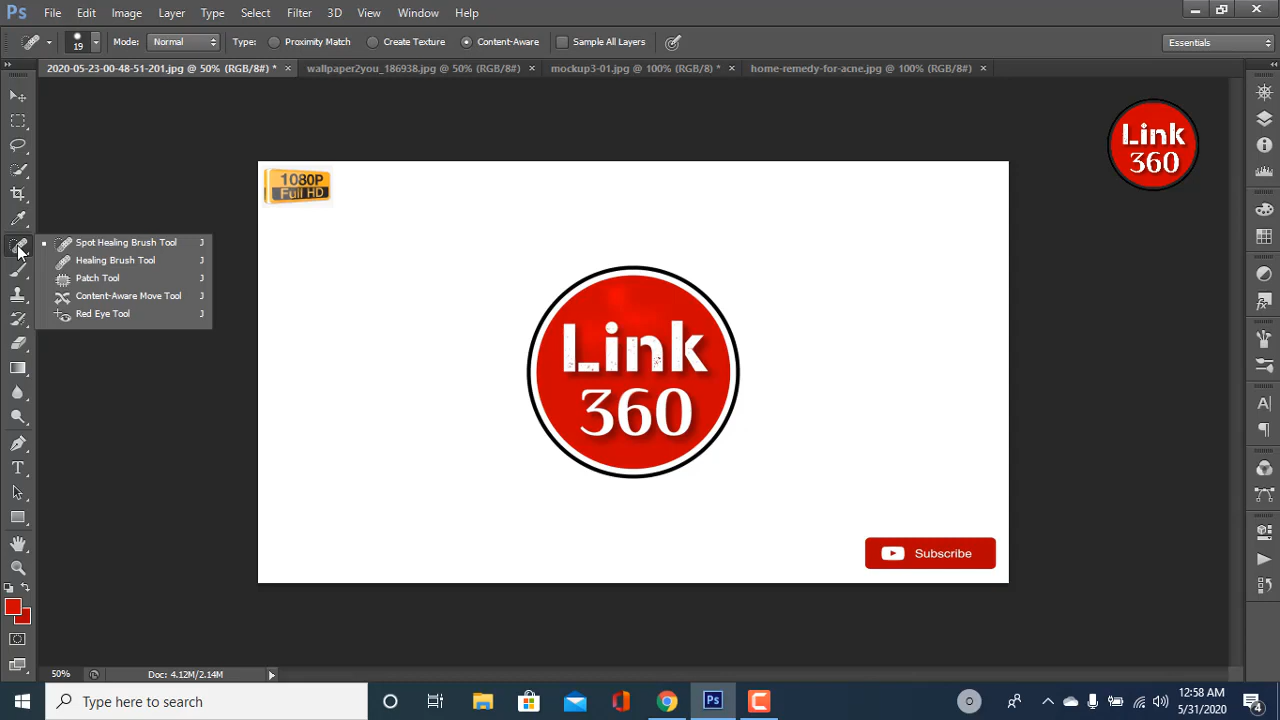 Ps File Edit Image Layer Type Select Filter 3D View Window Help
19 Mode: Normal Type: Proximity Match Create Texture Content-Aware Sample All Layers Essentials
2020-05-23-00-48-51-201.jpg @ 50% (RGB/8#) * × wallpaper2you_186938.jpg @ 50% (RGB/8#) × mockup3-01.jpg @ 100% (RGB/8) * × home-remedy-for-acne.jpg @ 100% (RGB/8#) ×
Link
360
1080P
Full HD
Spot Healing Brush Tool J
Healing Brush Tool J
Patch Tool J
Content-Aware Move Tool J
Red Eye Tool J
Link
360
Subscribe
50% Doc: 4.12M/2.14M
Type here to search
12:58 AM
5/31/2020
4